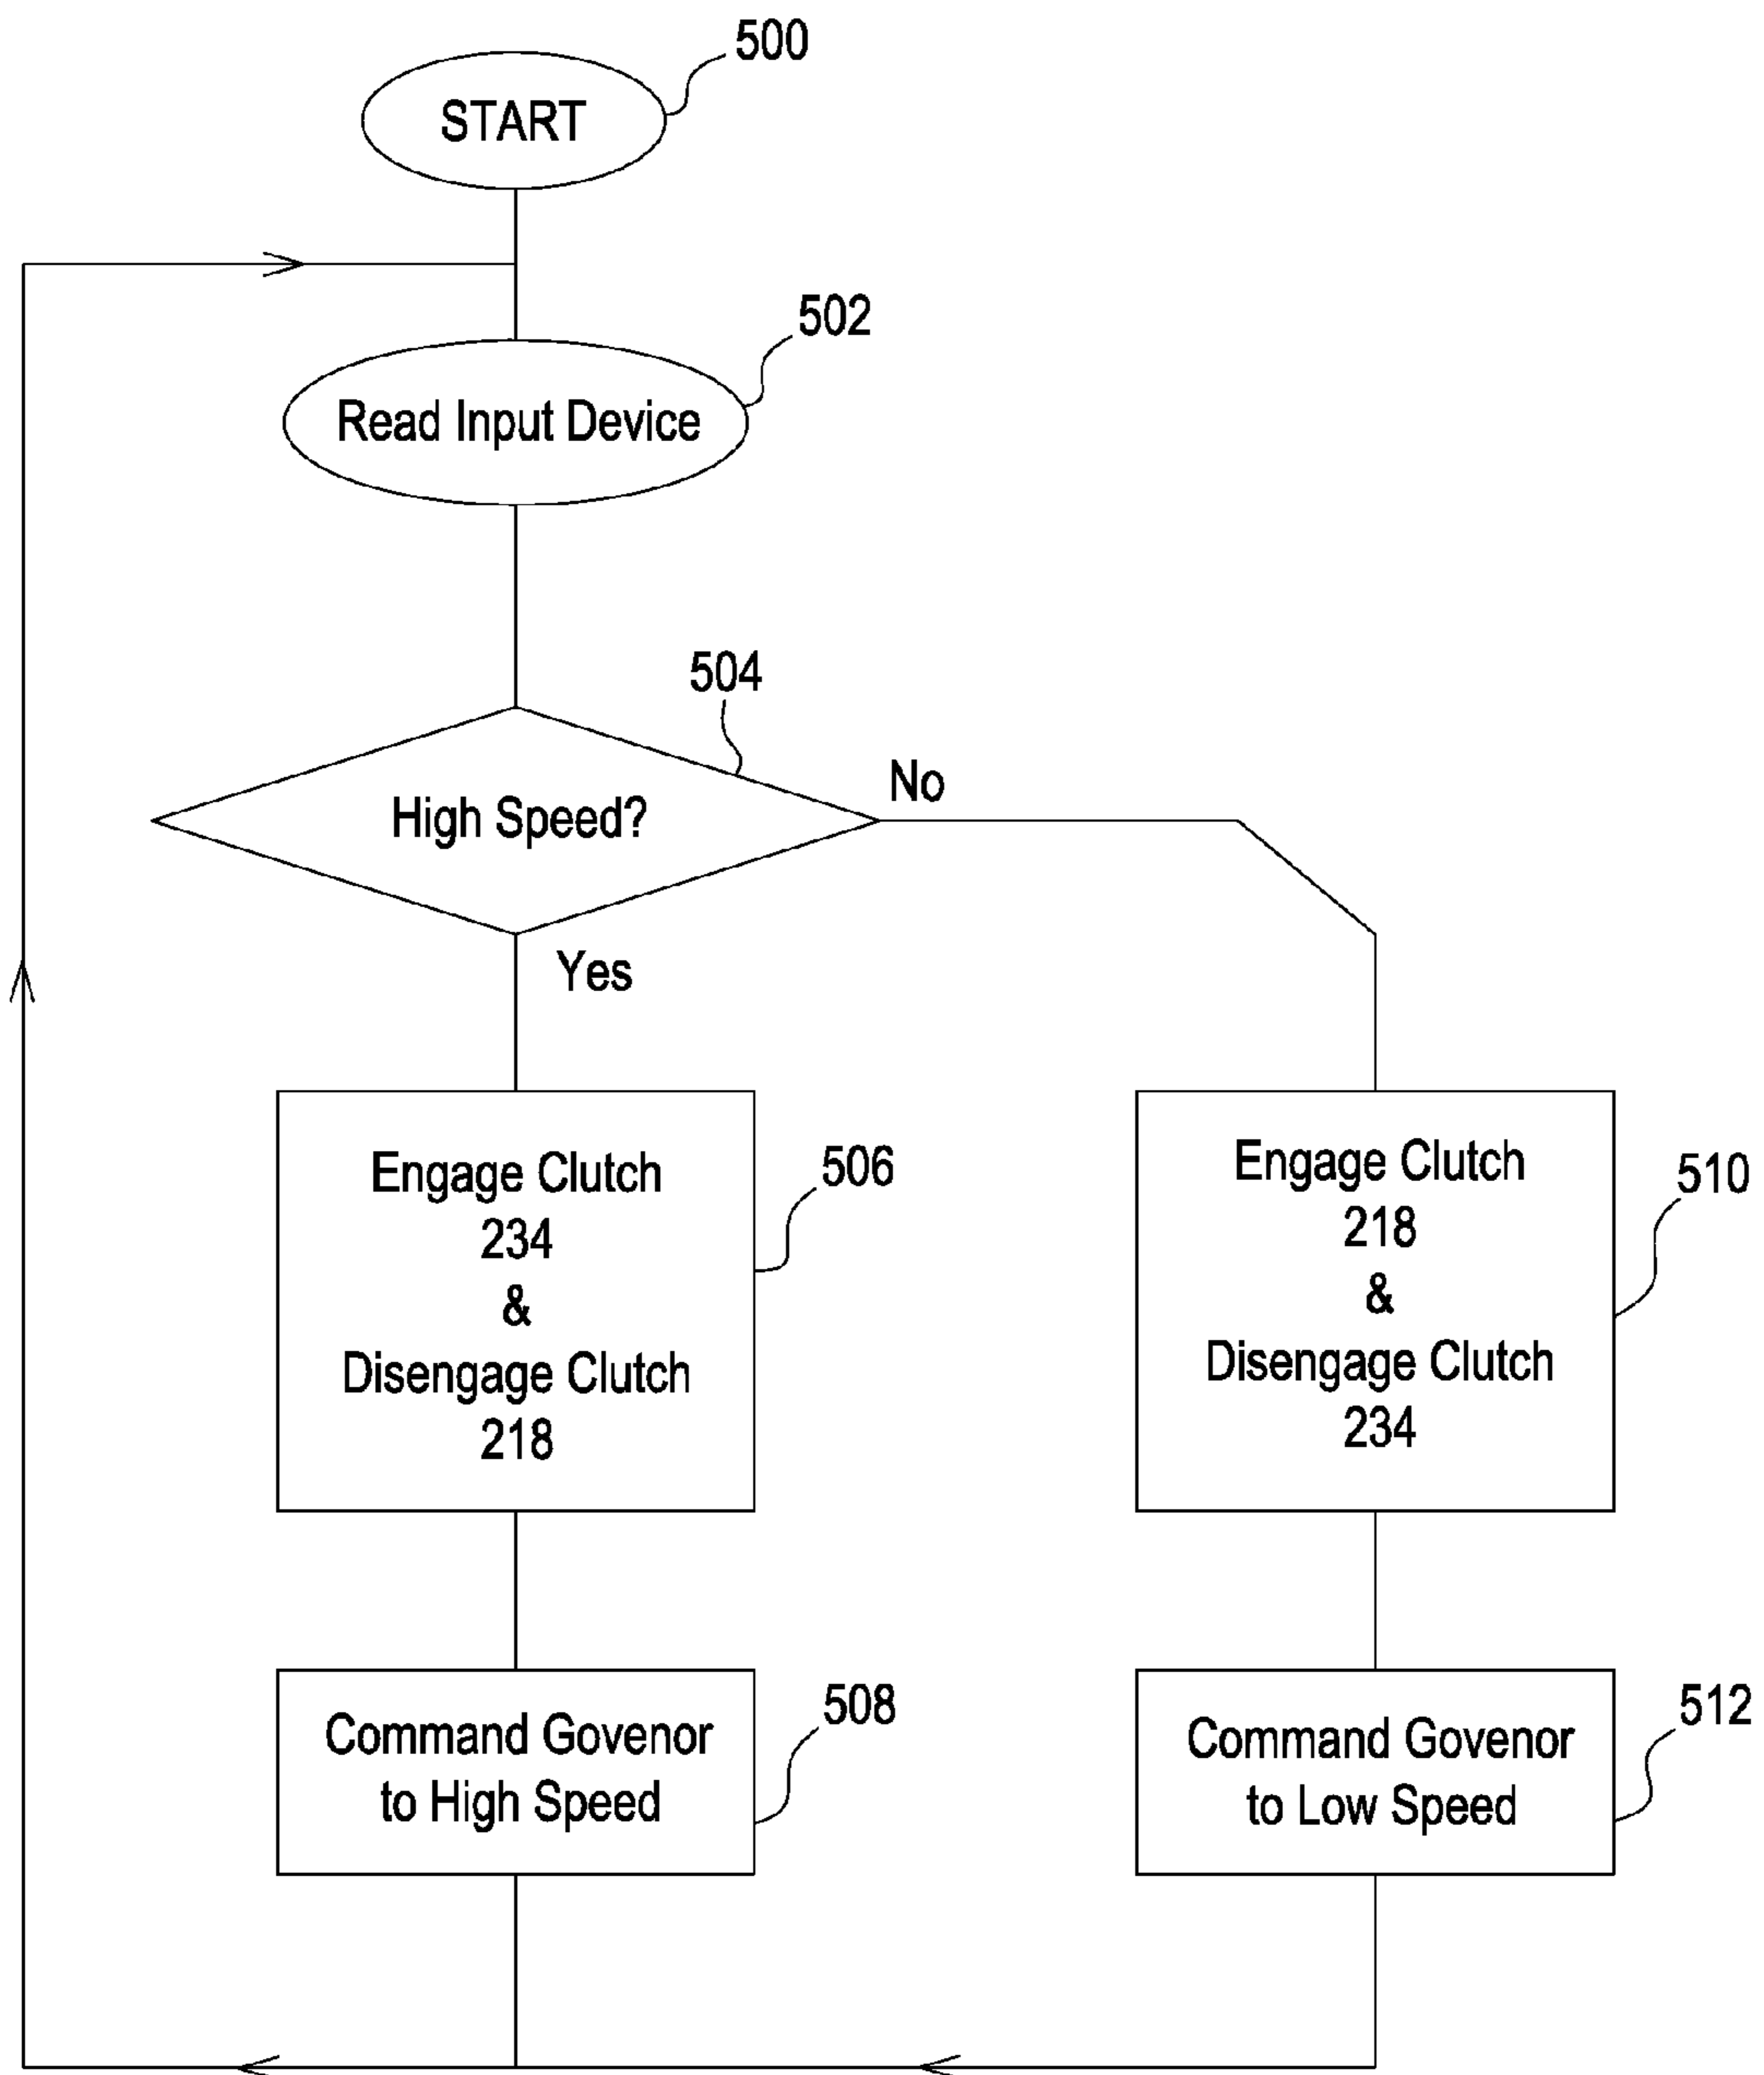 500
START
502
Read Input Device
504
High Speed?
No
Yes
Engage Clutch
234
&
Disengage Clutch
218
506
Engage Clutch
218
&
Disengage Clutch
234
510
Command Govenor
to High Speed
508
Command Govenor
to Low Speed
512